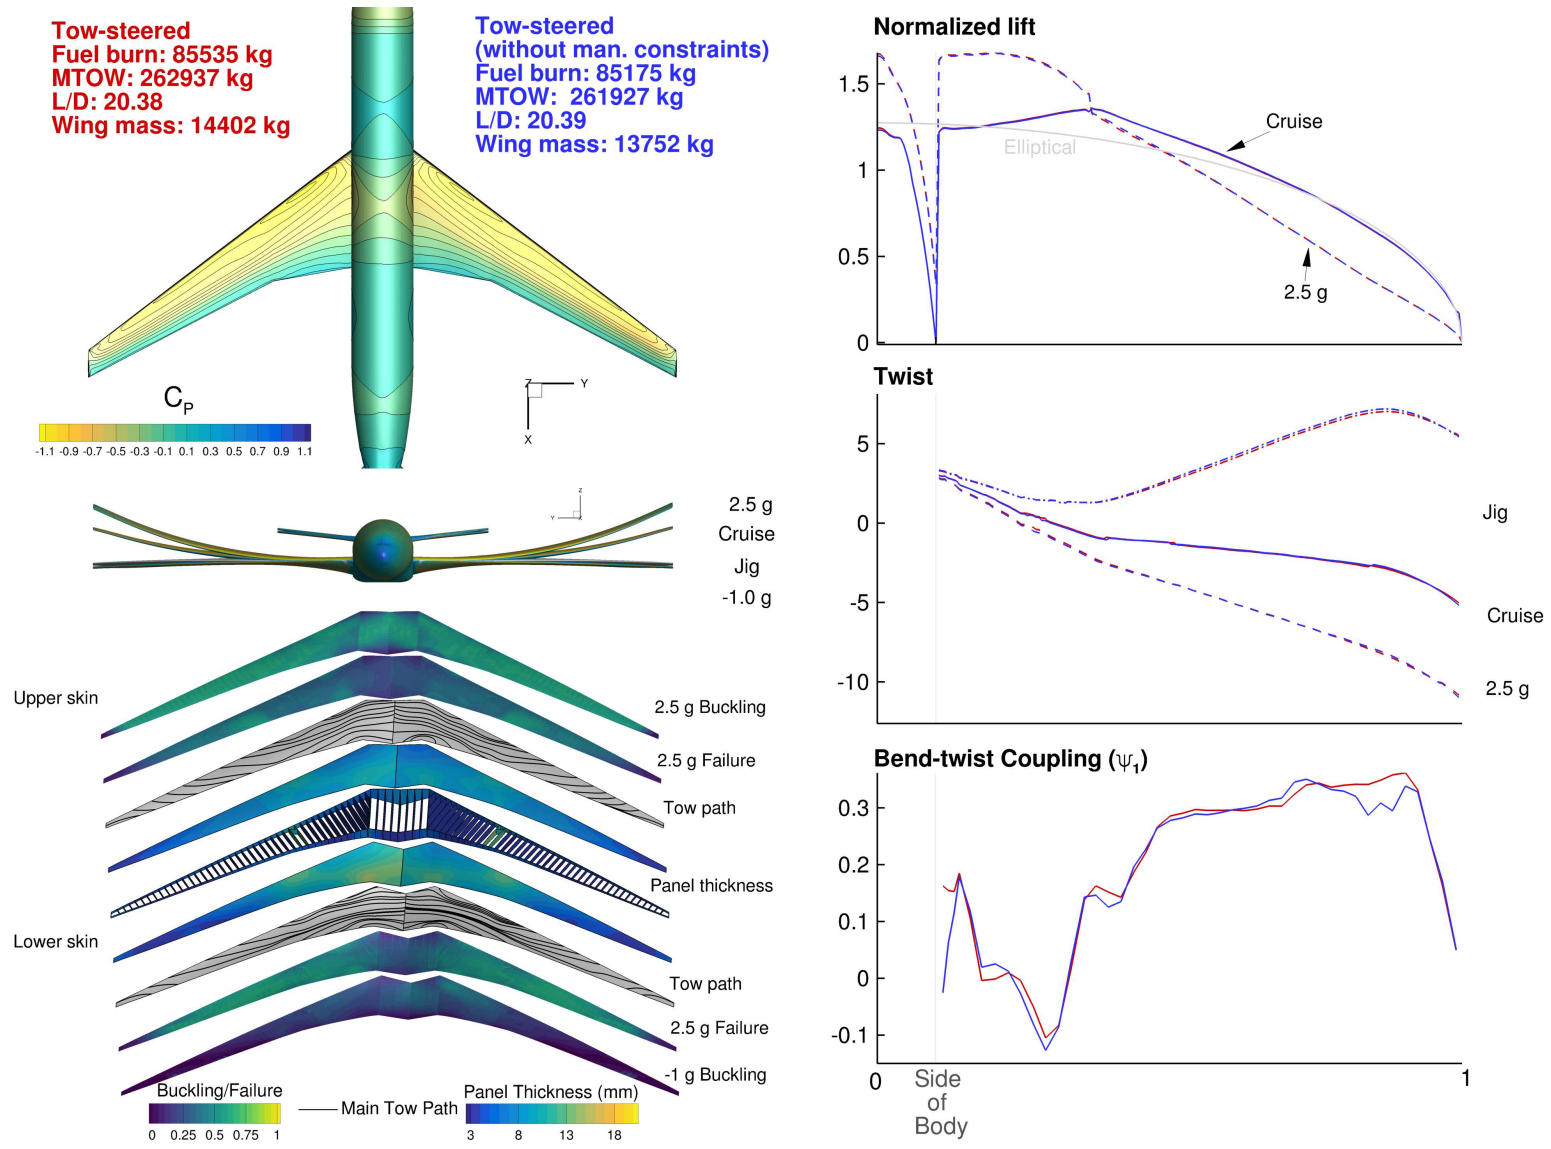 Tow-steered
Fuel burn: 85535 kg
MTOW: 262937 kg
L/D: 20.38
Wing mass: 14402 kg
Tow-steered
(without man. constraints)
Fuel burn: 85175 kg
MTOW: 261927 kg
L/D: 20.39
Wing mass: 13752 kg
CP
-1.1 -0.9 -0.7 -0.5 -0.3 -0.1 0.1 0.3 0.5 0.7 0.9 1.1
Z Y
X
Z
Y X
2.5 g
Cruise
Jig
-1.0 g
Upper skin
2.5 g Buckling
2.5 g Failure
Tow path
Panel thickness
Lower skin
Tow path
2.5 g Failure
-1 g Buckling
Buckling/Failure
0 0.25 0.5 0.75 1
Main Tow Path
Panel Thickness (mm)
3 8 13 18
Normalized lift
1.5
1
0.5
0
Cruise
Elliptical
2.5 g
Twist
5
0
-5
-10
Jig
Cruise
2.5 g
Bend-twist Coupling (ψ1)
0.3
0.2
0.1
0
-0.1
0 1
Side
of
Body